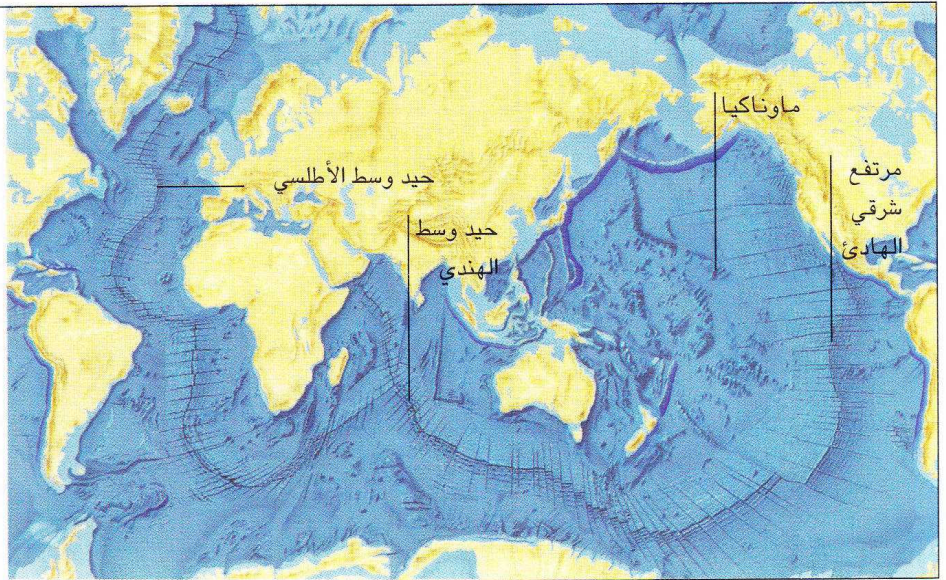 ماوناكيا
مرتفع
شرقي
الهادئ
حيد وسط الأطلسي
حيد وسط
الهندي